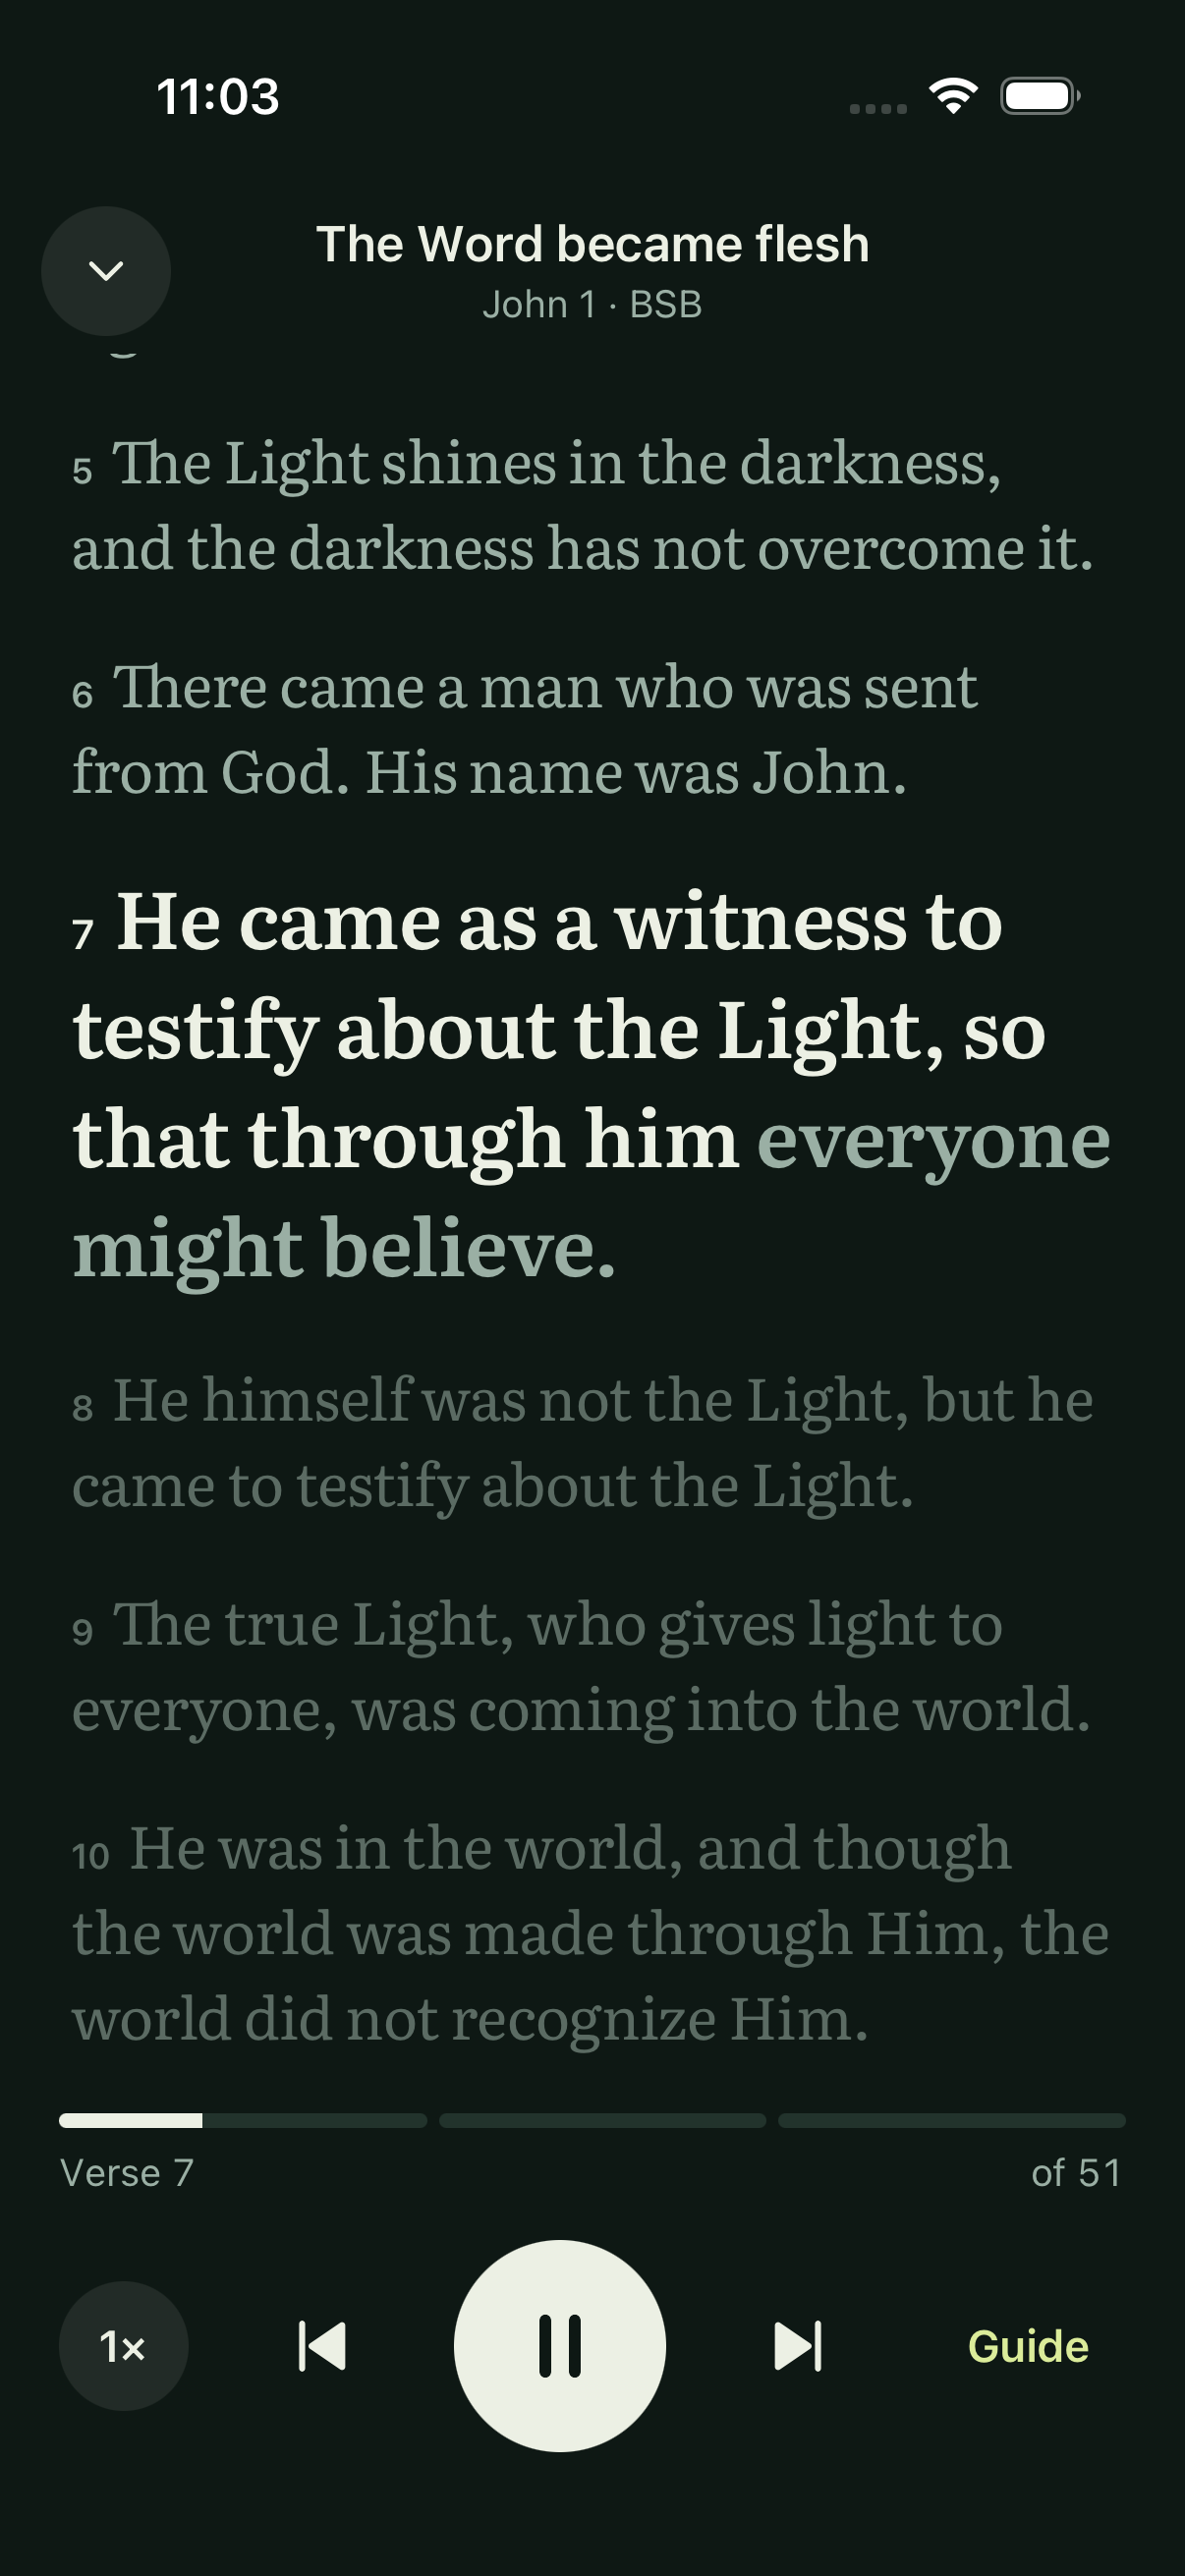 11:03
The Word became flesh
John 1 · BSB
5 The Light shines in the darkness,
and the darkness has not overcome it.
6 There came a man who was sent
from God. His name was John.
7 He came as a witness to
testify about the Light, so
that through him everyone
might believe.
8 He himself was not the Light, but he
came to testify about the Light.
9 The true Light, who gives light to
everyone, was coming into the world.
10 He was in the world, and though
the world was made through Him, the
world did not recognize Him.
Verse 7 of 51
1× Guide